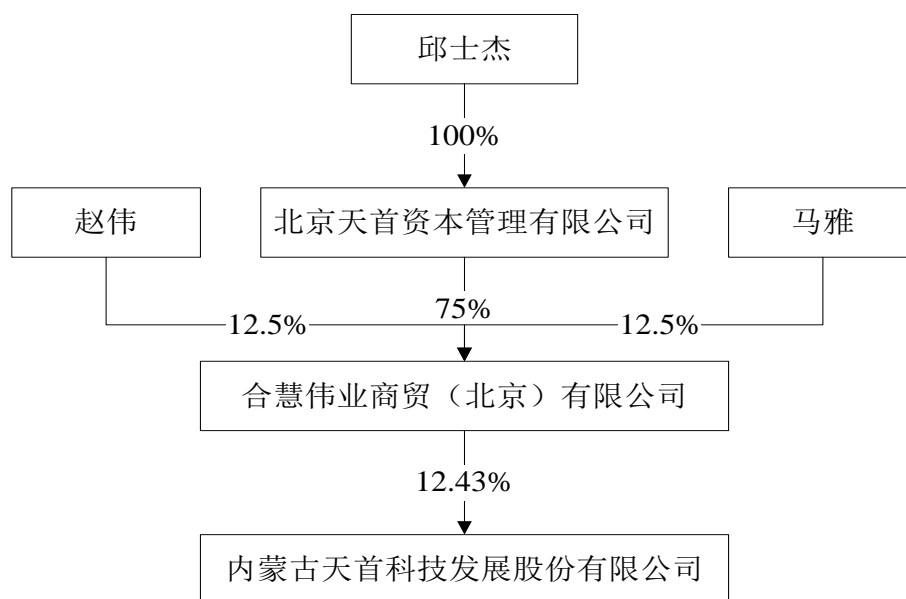 邱士杰
100%
赵伟
北京天首资本管理有限公司
马雅
75%
12.5%
12.5%
合慧伟业商贸（北京）有限公司
12.43%
内蒙古天首科技发展股份有限公司